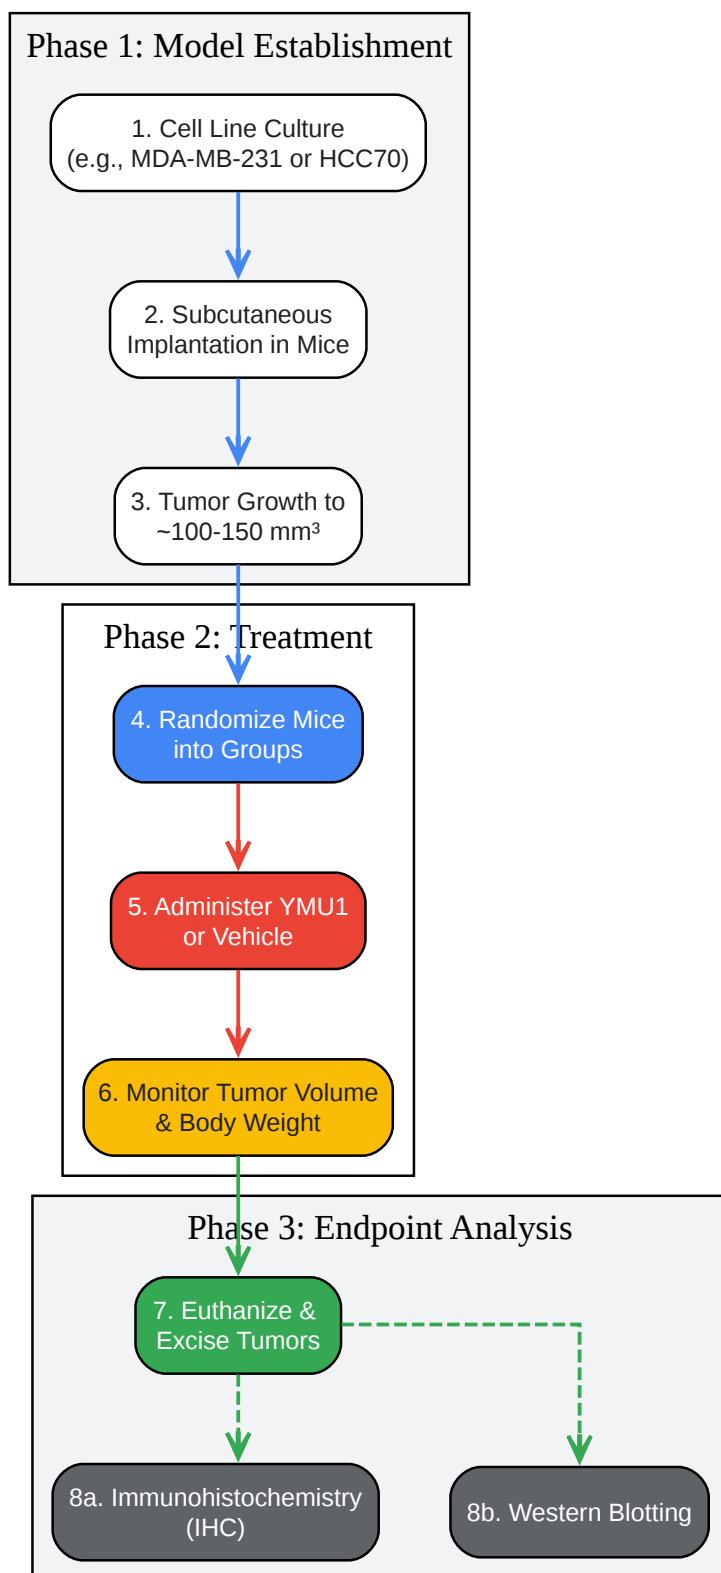 Phase 1: Model Establishment
1. Cell Line Culture
(e.g., MDA-MB-231 or HCC70)
2. Subcutaneous
Implantation in Mice
3. Tumor Growth to
~100-150 mm³
Phase 2: Treatment
4. Randomize Mice
into Groups
5. Administer YMU1
or Vehicle
6. Monitor Tumor Volume
& Body Weight
Phase 3: Endpoint Analysis
7. Euthanize &
Excise Tumors
8a. Immunohistochemistry
(IHC)
8b. Western Blotting